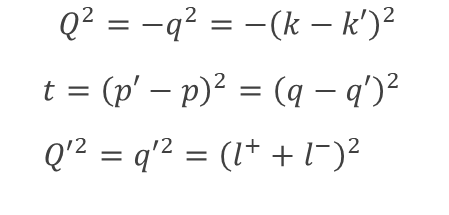 Q² = −q² = −(k − k′)²
t = (p′ − p)² = (q − q′)²
Q′² = q′² = (l⁺ + l⁻)²